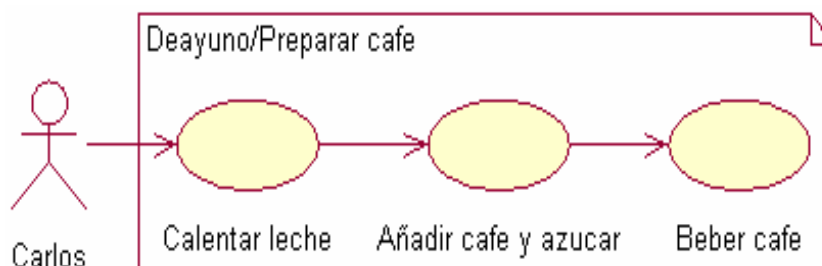 Deayuno/Preparar cafe
Calentar leche
Añadir cafe y azucar
Beber cafe
Carlos